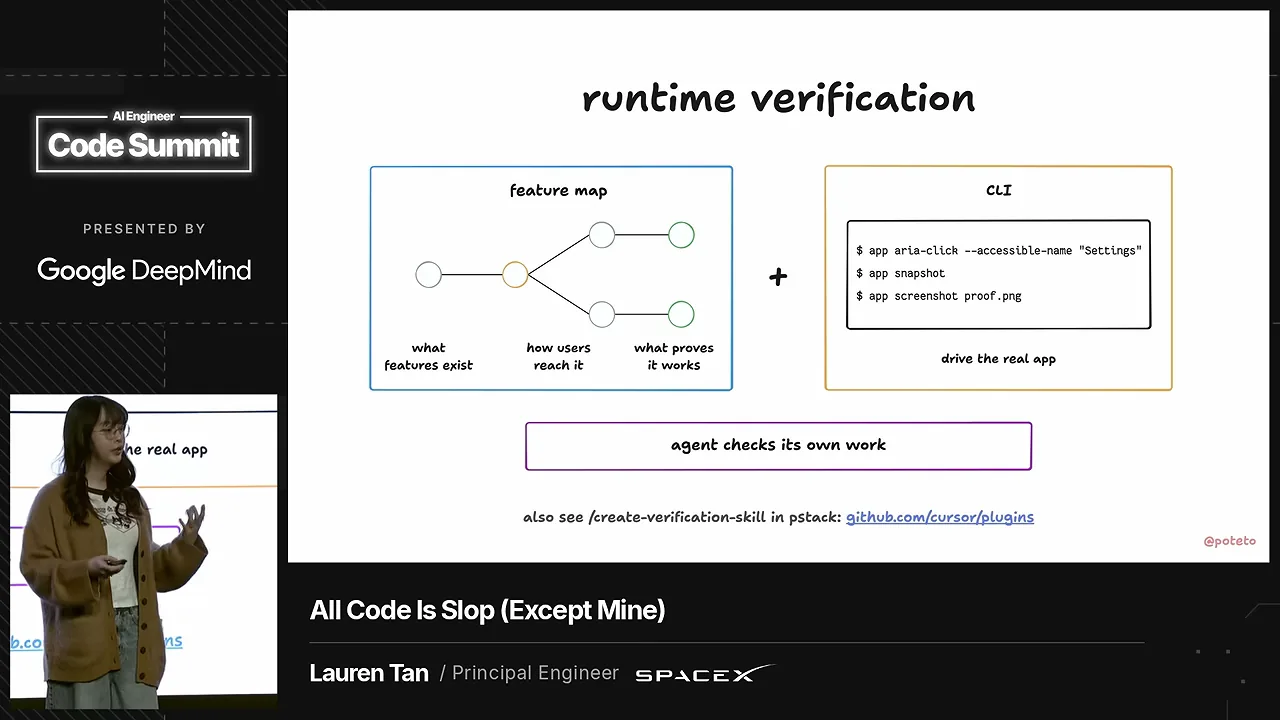 AI Engineer
Code Summit
PRESENTED BY
Google DeepMind
runtime verification
feature map
what
features exist
how users
reach it
what proves
it works
+
CLI
$ app aria-click --accessible-name "Settings"
$ app snapshot
$ app screenshot proof.png
drive the real app
agent checks its own work
also see /create-verification-skill in pstack: github.com/cursor/plugins
@poteto
he real app
b.co
ns
All Code Is Slop (Except Mine)
Lauren Tan / Principal Engineer SPACEX